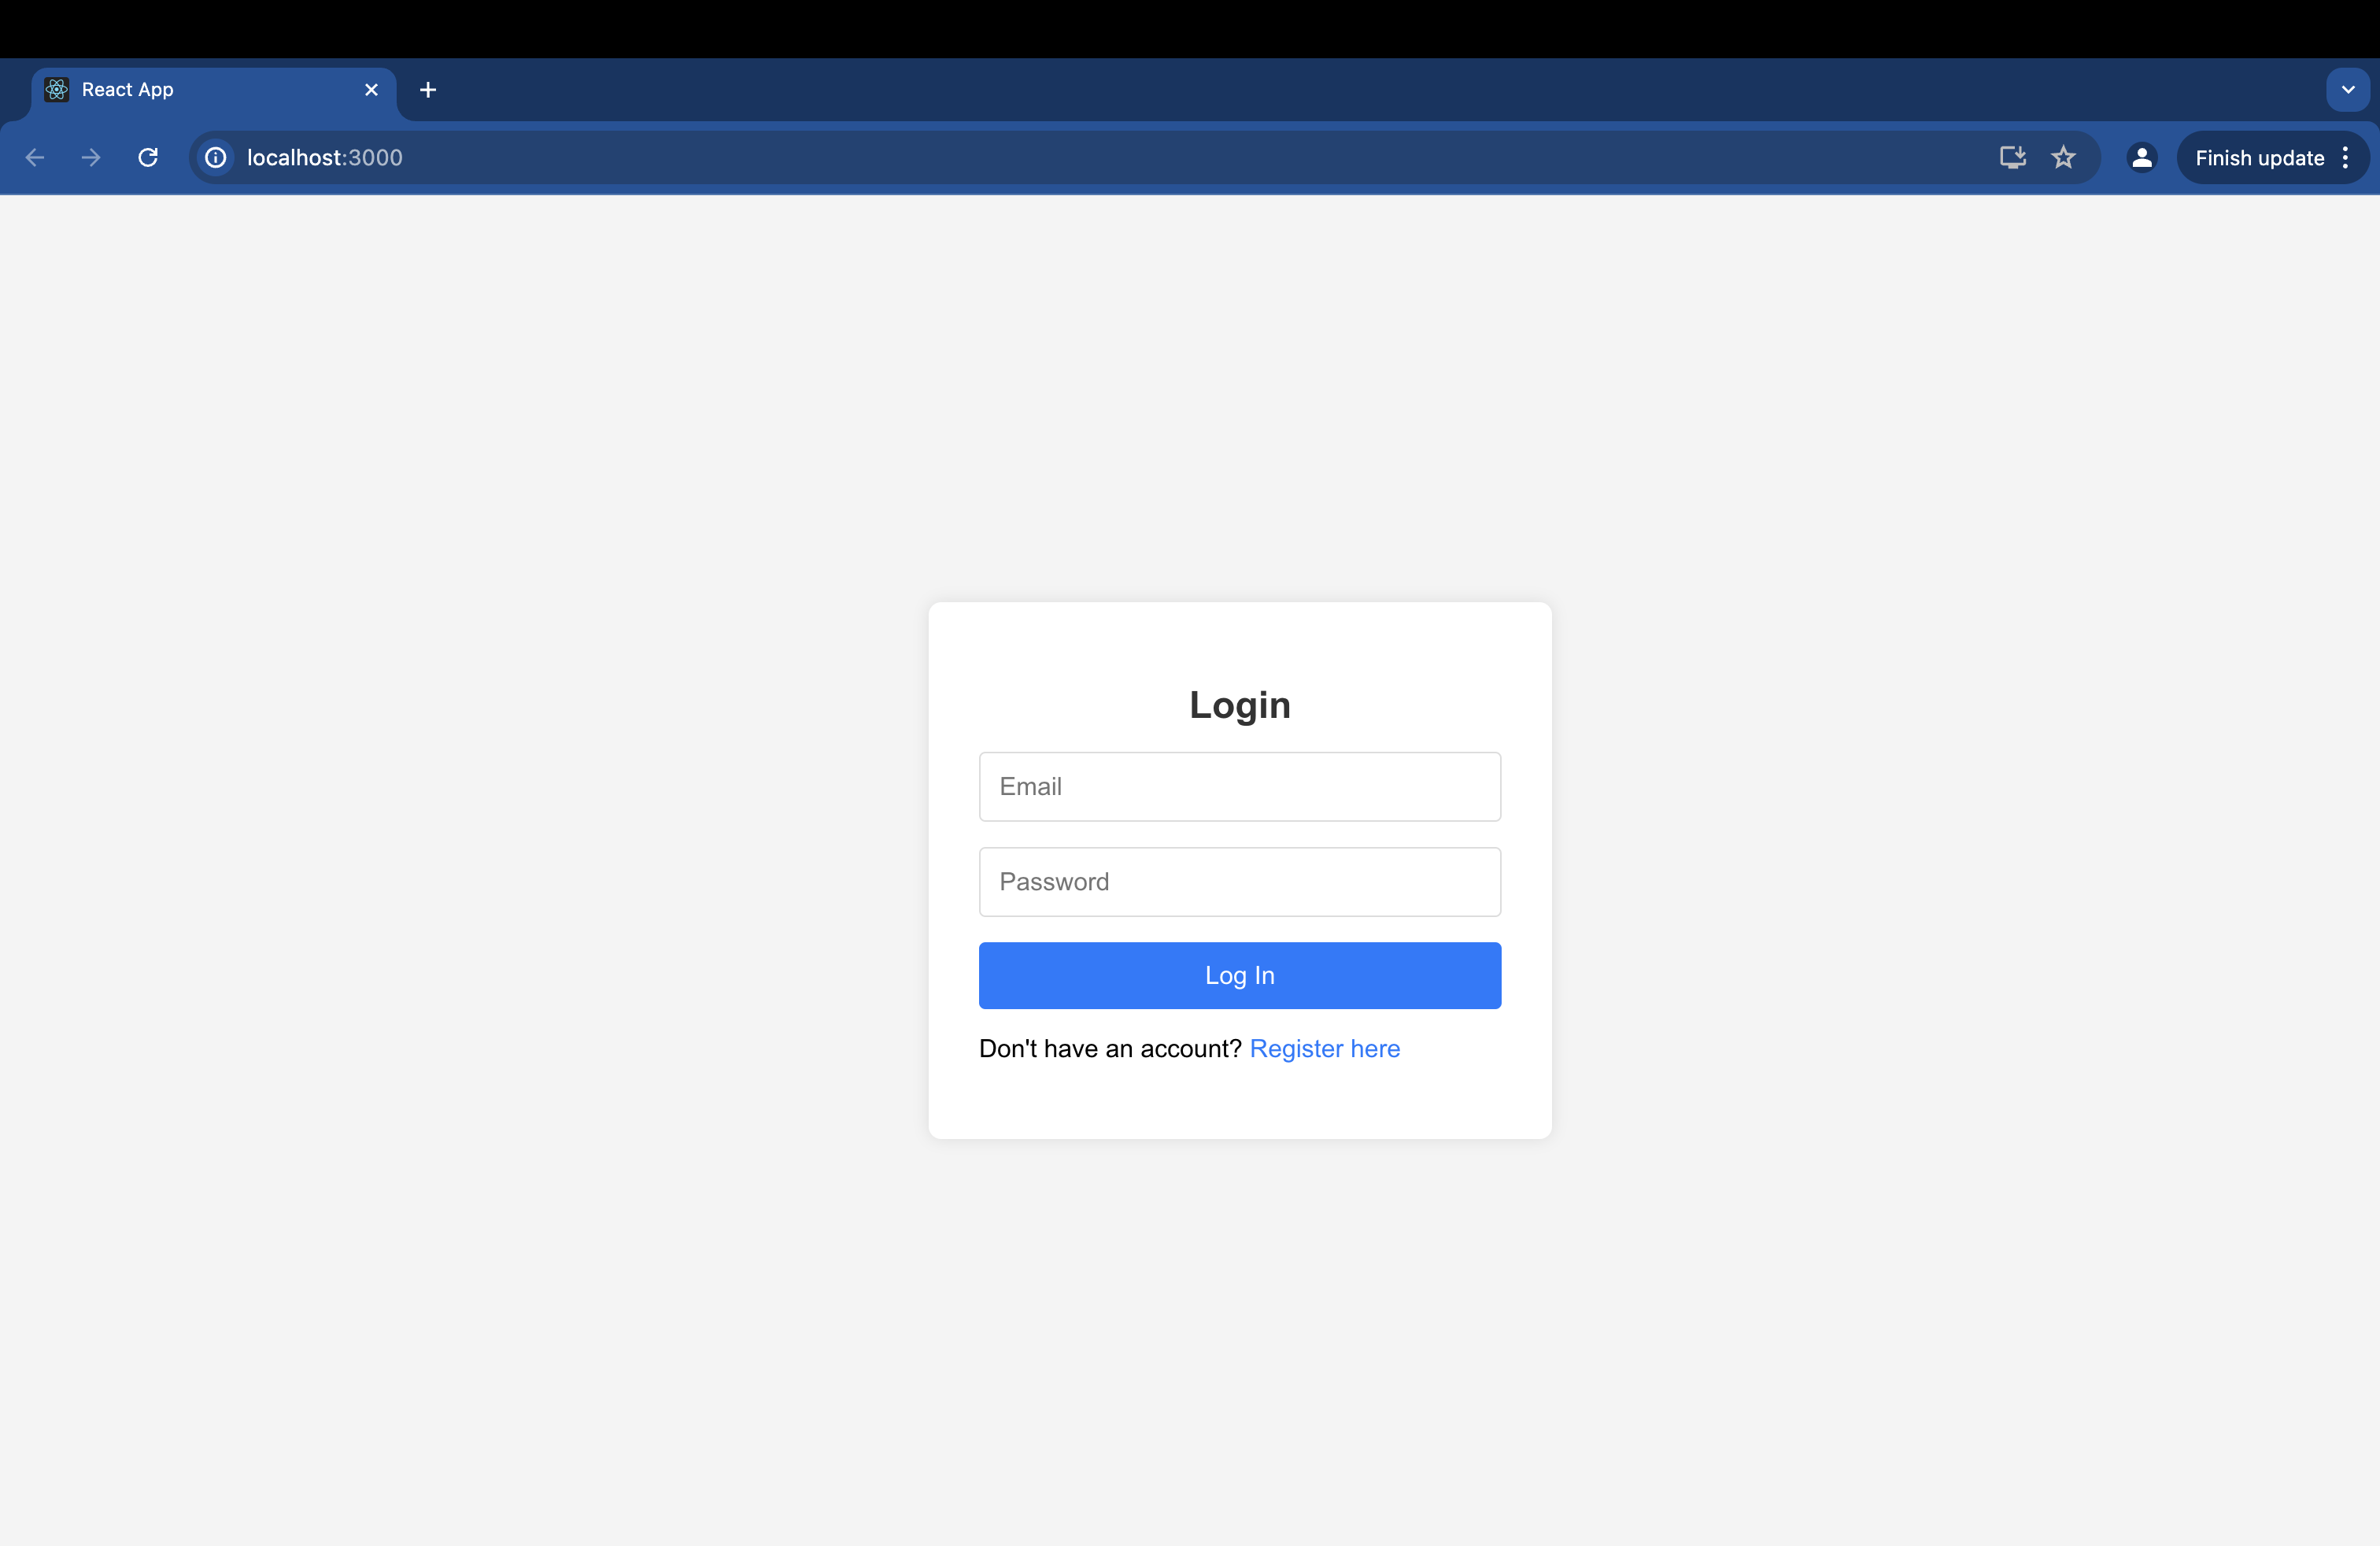 React App
localhost:3000
Finish update
Login
Email
Password
Log In
Don't have an account? Register here